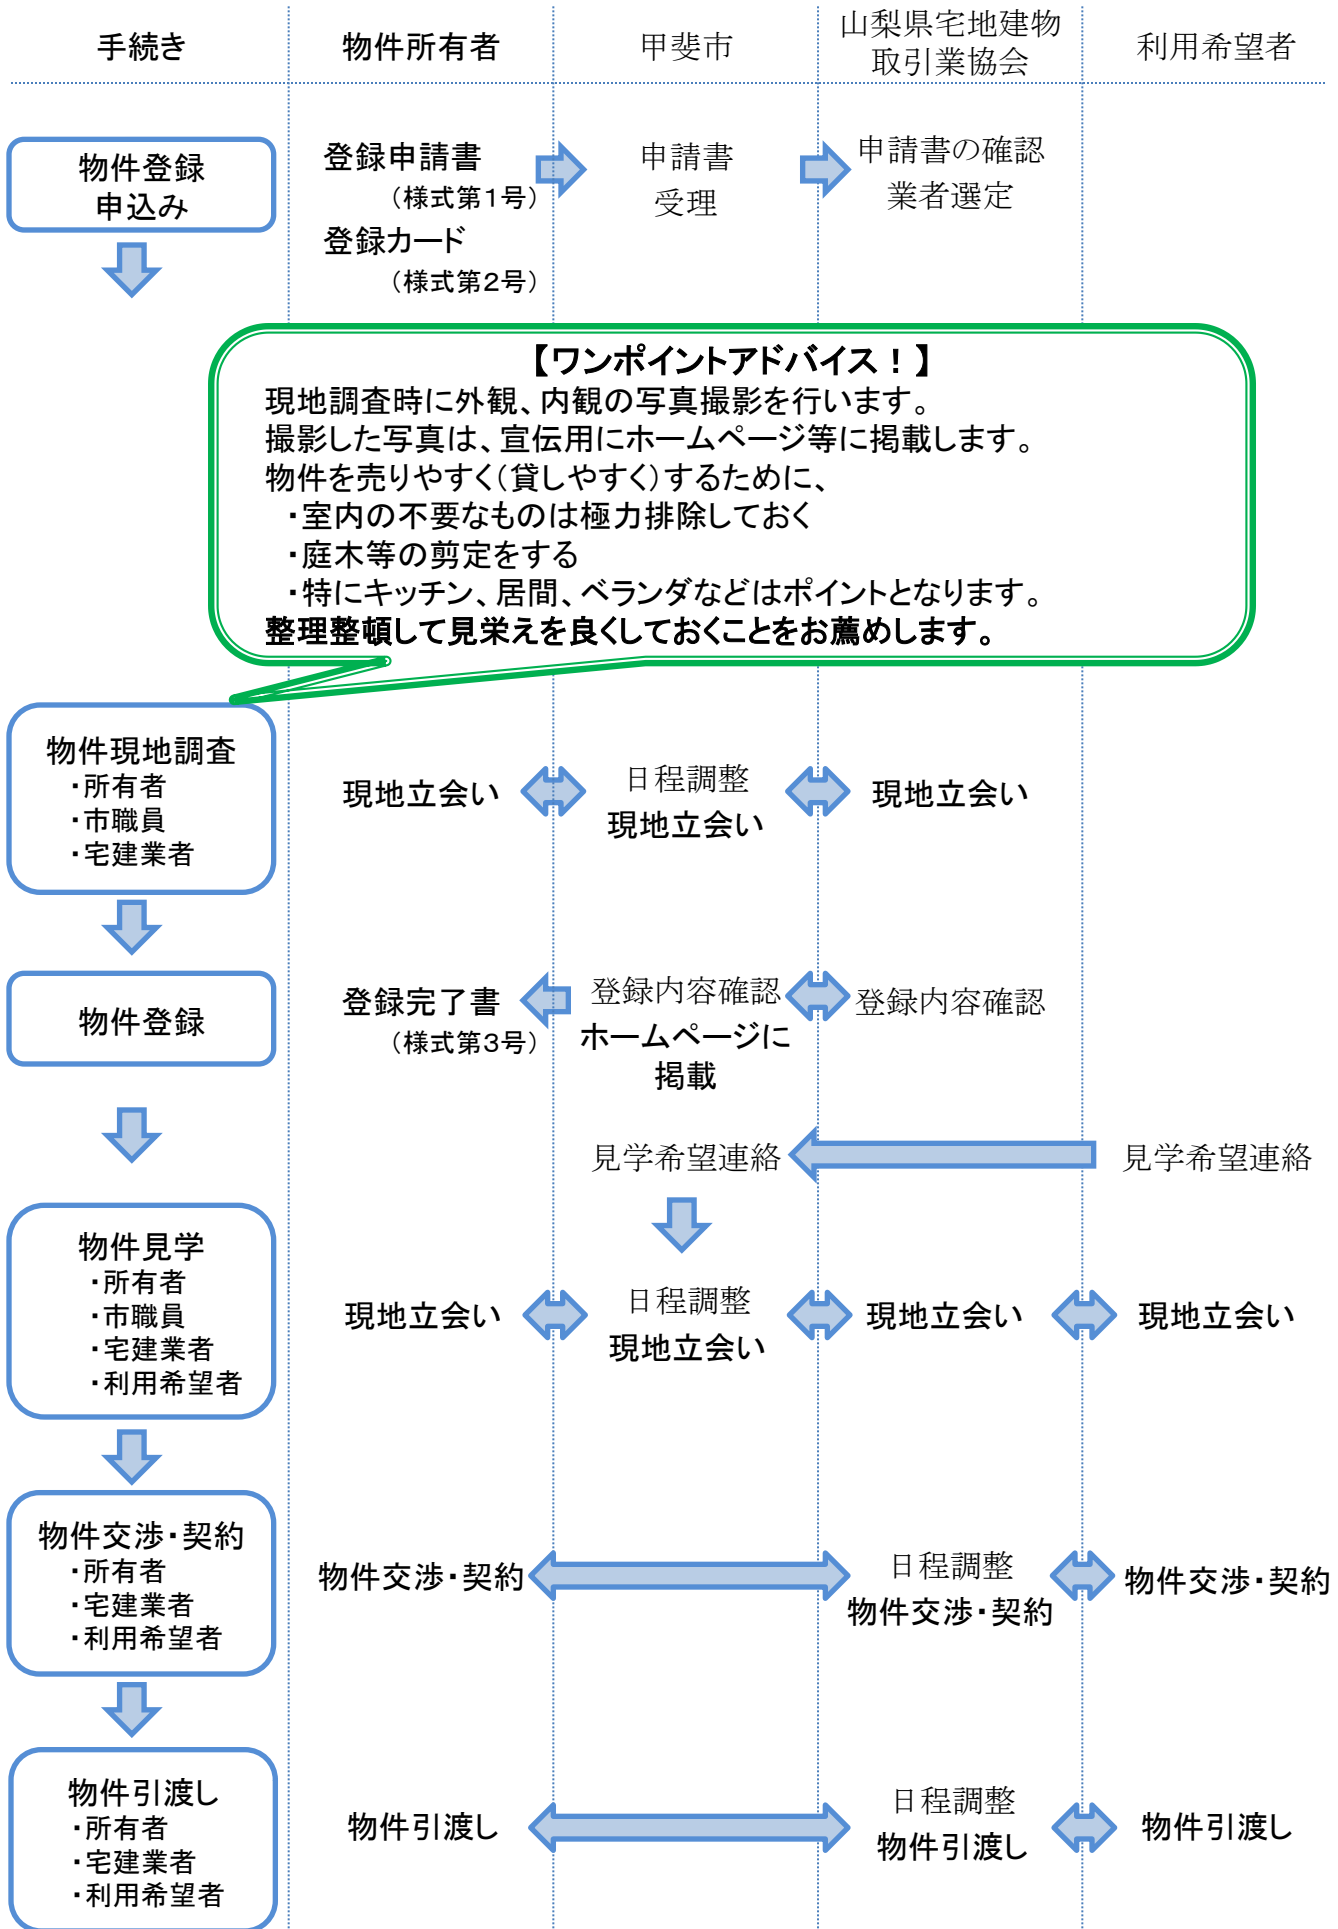 手続き
物件所有者
甲斐市
山梨県宅地建物
取引業協会
利用希望者
物件登録
申込み
登録申請書
（様式第1号）
登録カード
（様式第2号）
申請書
受理
申請書の確認
業者選定
【ワンポイントアドバイス！】
現地調査時に外観、内観の写真撮影を行います。
撮影した写真は、宣伝用にホームページ等に掲載します。
物件を売りやすく（貸しやすく）するために、
・室内の不要なものは極力排除しておく
・庭木等の剪定をする
・特にキッチン、居間、ベランダなどはポイントとなります。
整理整頓して見栄えを良くしておくことをお薦めします。
物件現地調査
・所有者
・市職員
・宅建業者
現地立会い
日程調整
現地立会い
現地立会い
物件登録
登録完了書
（様式第3号）
登録内容確認
ホームページに
掲載
登録内容確認
見学希望連絡
見学希望連絡
物件見学
・所有者
・市職員
・宅建業者
・利用希望者
現地立会い
日程調整
現地立会い
現地立会い
現地立会い
物件交渉・契約
・所有者
・宅建業者
・利用希望者
物件交渉・契約
日程調整
物件交渉・契約
物件交渉・契約
物件引渡し
・所有者
・宅建業者
・利用希望者
物件引渡し
日程調整
物件引渡し
物件引渡し